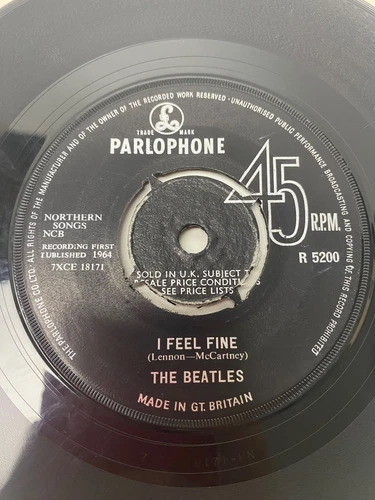 THE PARLOPHONE CO. LTD. ALL RIGHTS OF THE MANUFACTURER AND OF THE OWNER OF THE RECORDED WORK RESERVED · UNAUTHORISED PUBLIC PERFORMANCE BROADCASTING AND COPYING OF THIS RECORD PROHIBITED
TRADE MARK
PARLOPHONE
45
R.P.M.
NORTHERN
SONGS
NCB
RECORDING FIRST
PUBLISHED 1964
7XCE 18171
R 5200
SOLD IN U.K. SUBJECT T
RESALE PRICE CONDITI
SEE PRICE LISTS
I FEEL FINE
(Lennon—McCartney)
THE BEATLES
MADE IN GT. BRITAIN